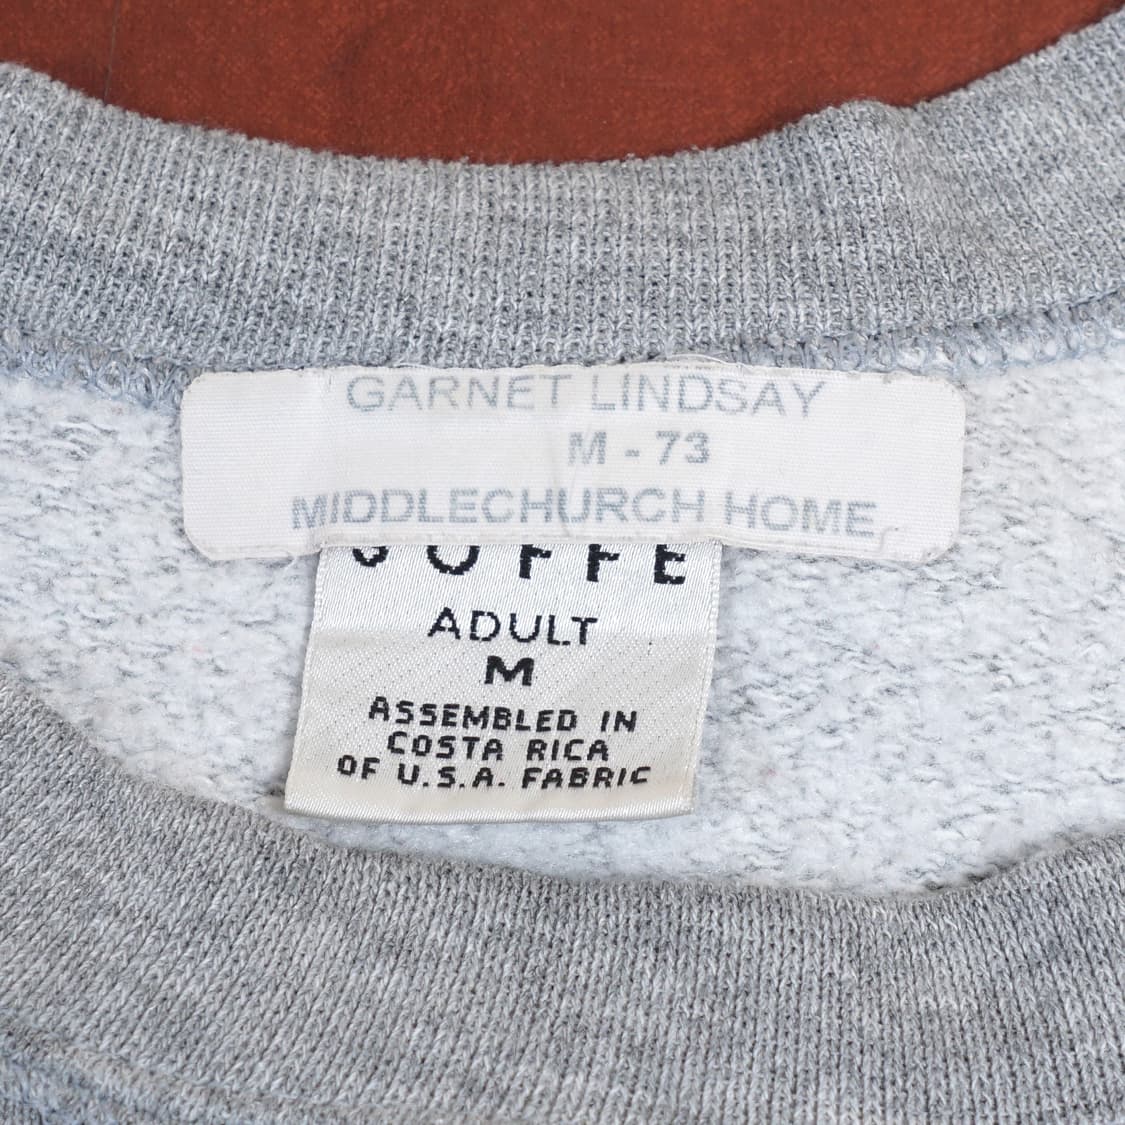 GARNET LINDSAY
M - 73
MIDDLECHURCH HOME
ADULT
M
ASSEMBLED IN
COSTA RICA
OF U.S.A. FABRIC